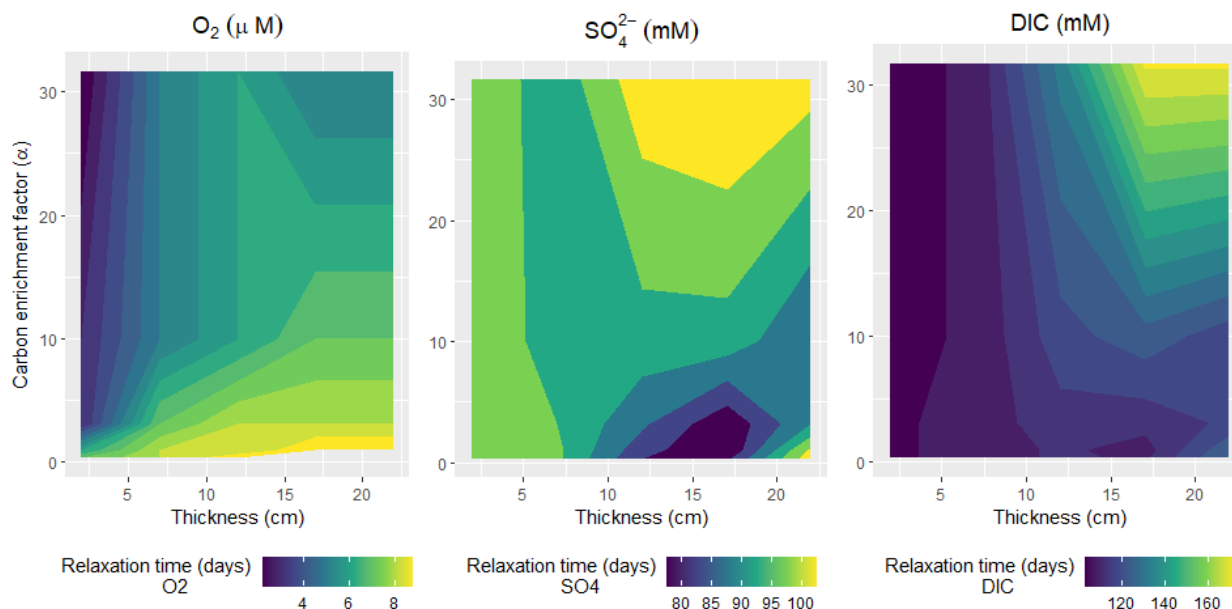 O₂ (μ M)
SO₄²⁻ (mM)
DIC (mM)
Carbon enrichment factor (α)
30
20
10
0
30
20
10
0
30
20
10
0
5 10 15 20
5 10 15 20
5 10 15 20
Thickness (cm)
Thickness (cm)
Thickness (cm)
Relaxation time (days)
O2
4 6 8
Relaxation time (days)
SO4
80 85 90 95 100
Relaxation time (days)
DIC
120 140 160